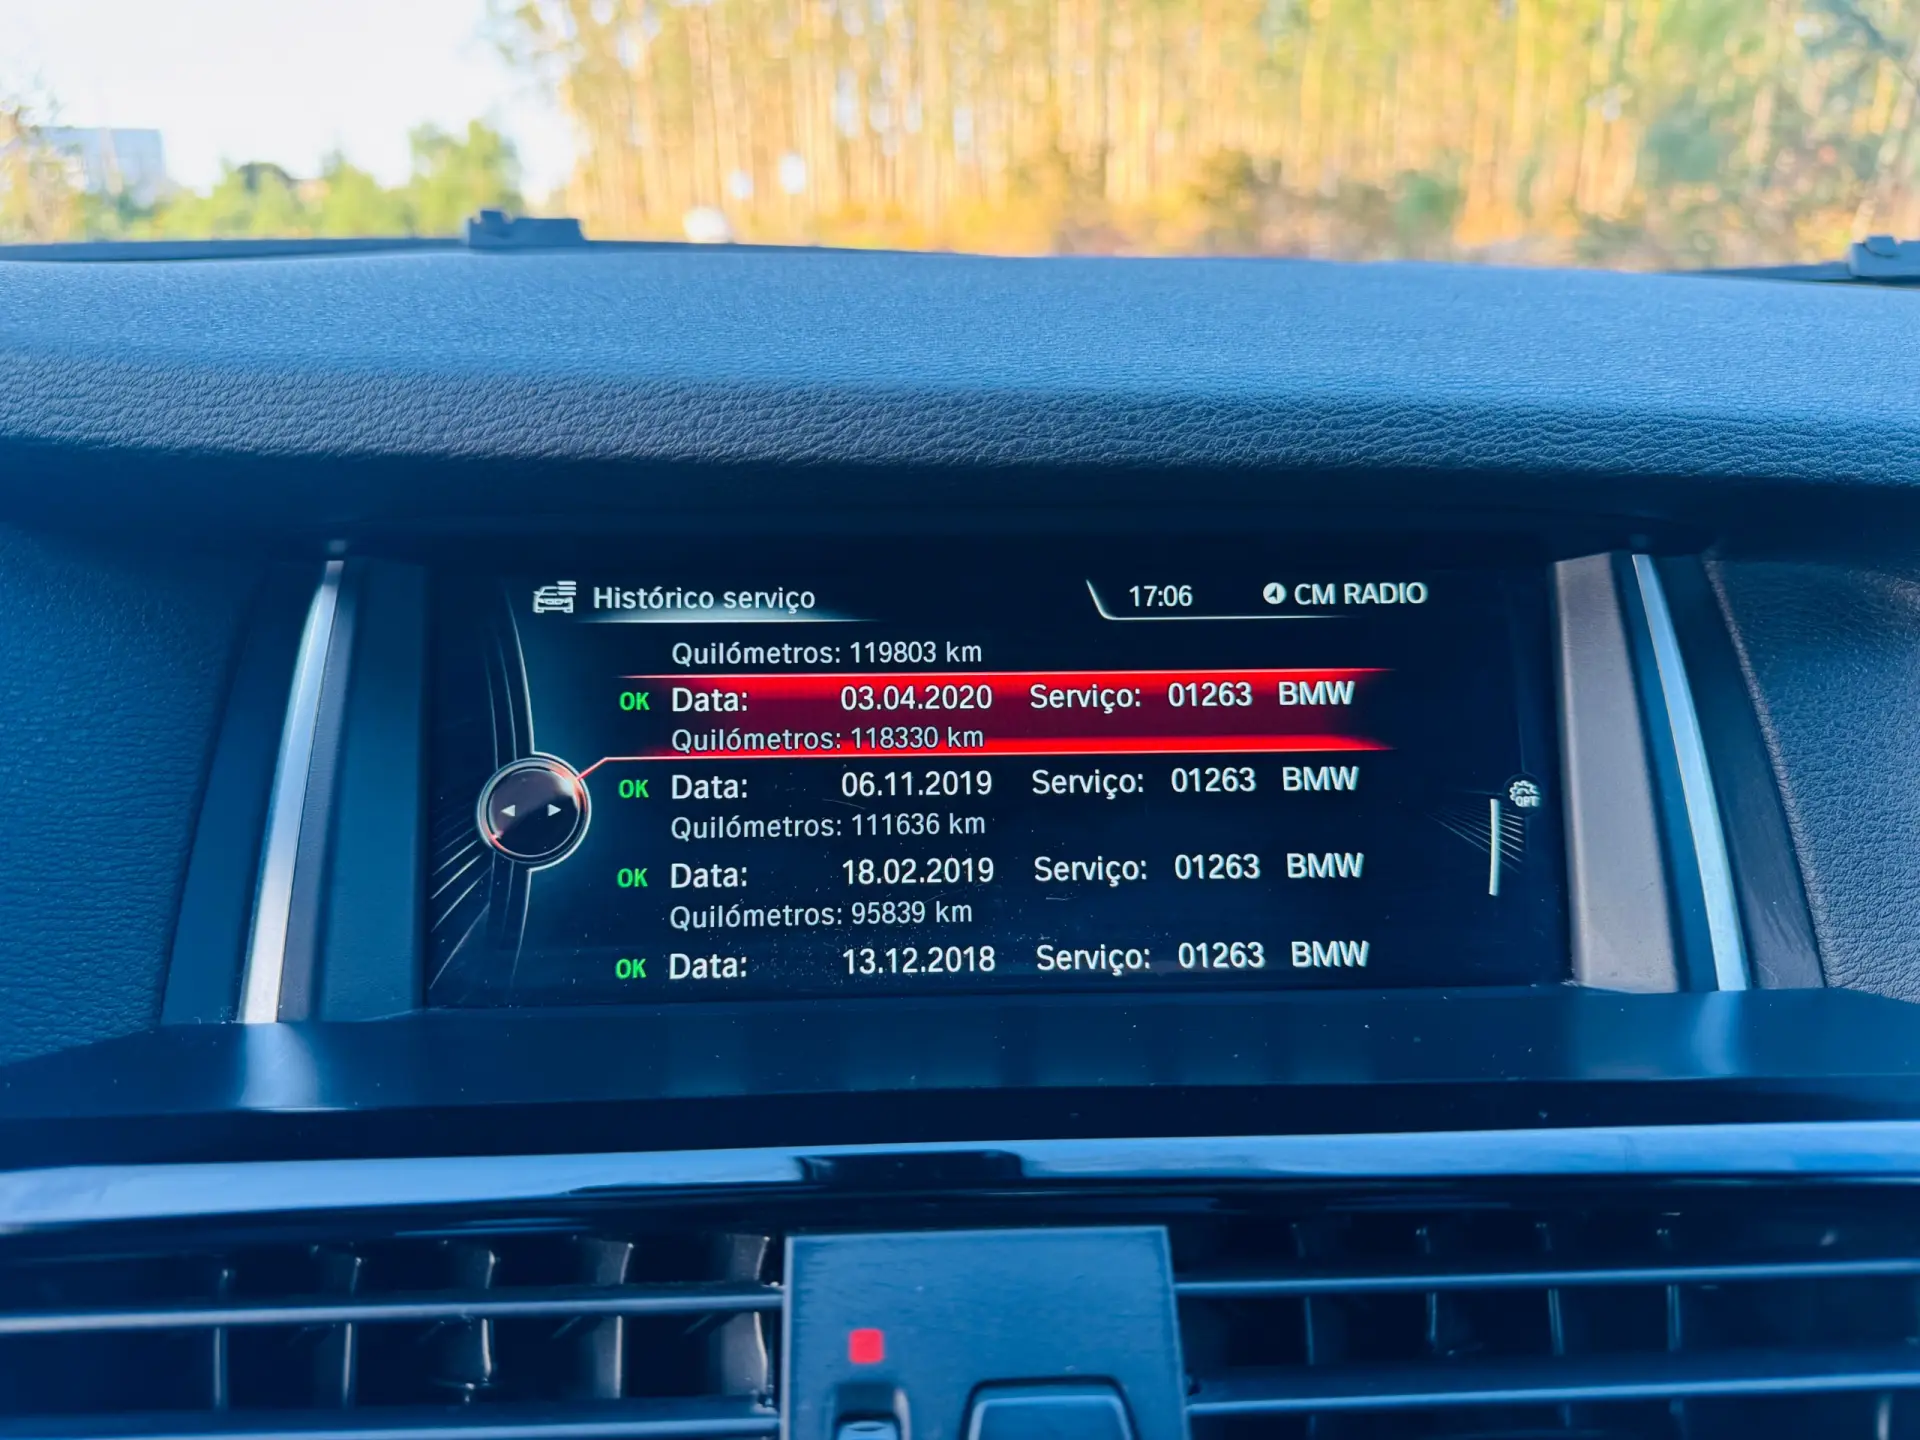 Histórico serviço 17:06 CM RADIO
Quilómetros: 119803 km
OK Data: 03.04.2020 Serviço: 01263 BMW
Quilómetros: 118330 km
OK Data: 06.11.2019 Serviço: 01263 BMW
Quilómetros: 111636 km
OK Data: 18.02.2019 Serviço: 01263 BMW
Quilómetros: 95839 km
OK Data: 13.12.2018 Serviço: 01263 BMW
OPT